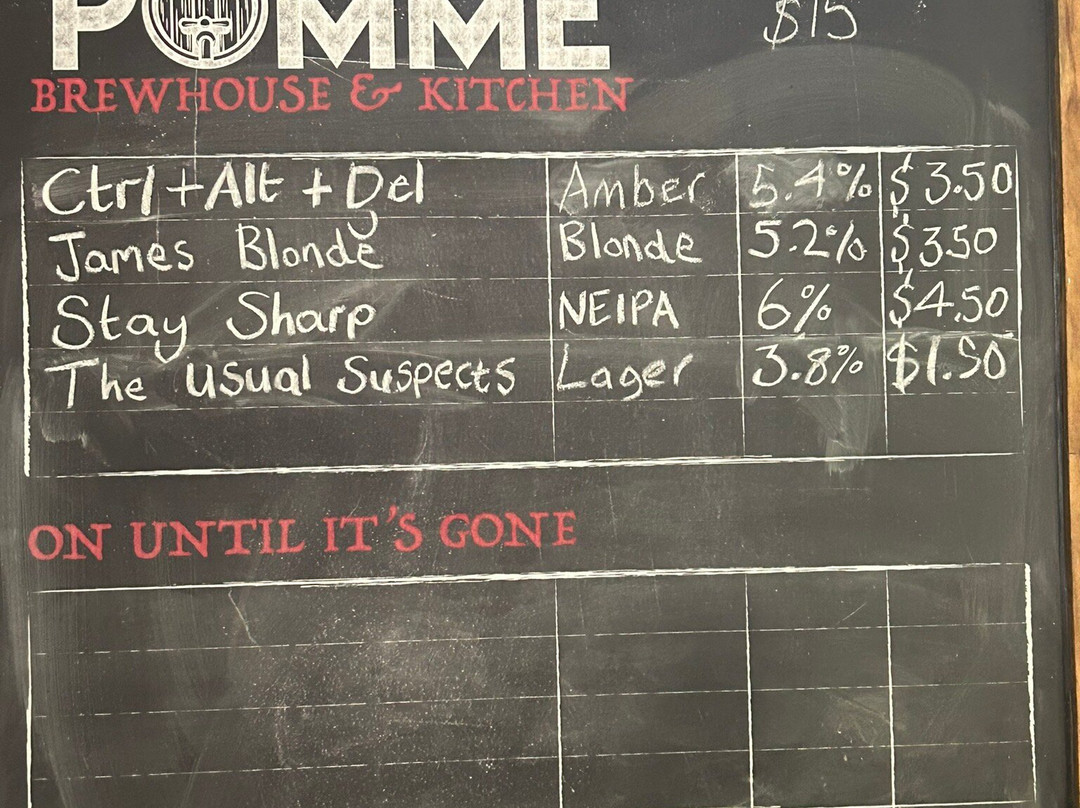 POMME
$15
BREWHOUSE & KITCHEN
Ctrl+Alt+Del Amber 5.4% $3.50
James Blonde Blonde 5.2% $3.50
Stay Sharp NEIPA 6% $4.50
The Usual Suspects Lager 3.8% $1.50
ON UNTIL IT'S GONE